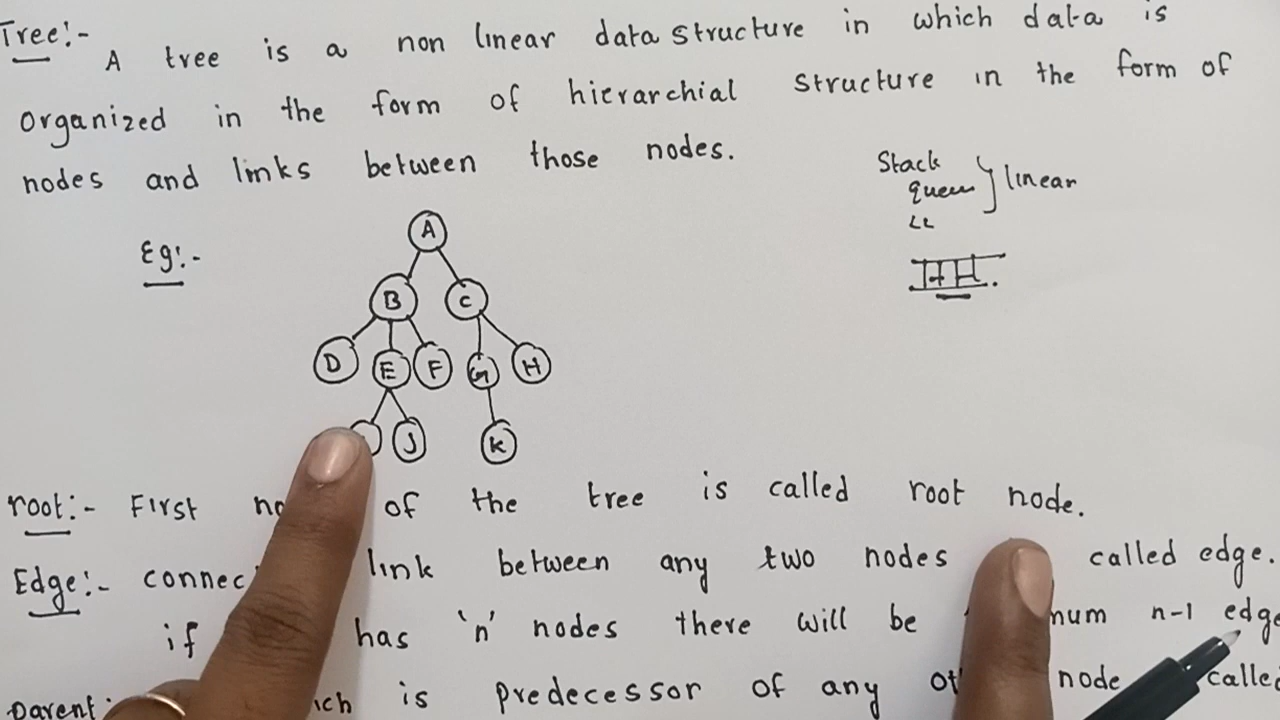 Tree:- A tree is a non linear data structure in which data is
organized in the form of hierarchial structure in the form of
nodes and links between those nodes.
Stack
queue } linear
LL
Eg:-
A
B C
D E F G H
J K
root:- First of the tree is called root node.
Edge:- link between any two nodes called edge.
if has 'n' nodes there will be n-1
parent: is predecessor of any node